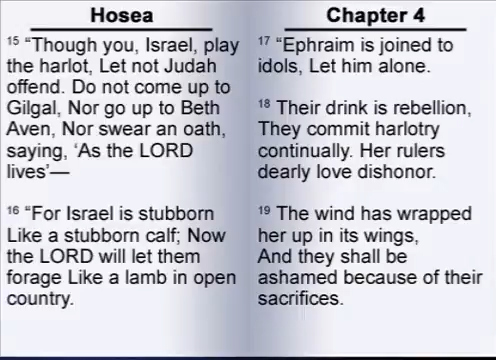 Hosea
15 “Though you, Israel, play
the harlot, Let not Judah
offend. Do not come up to
Gilgal, Nor go up to Beth
Aven, Nor swear an oath,
saying, ‘As the LORD
lives’—
16 “For Israel is stubborn
Like a stubborn calf; Now
the LORD will let them
forage Like a lamb in open
country.
Chapter 4
17 “Ephraim is joined to
idols, Let him alone.
18 Their drink is rebellion,
They commit harlotry
continually. Her rulers
dearly love dishonor.
19 The wind has wrapped
her up in its wings,
And they shall be
ashamed because of their
sacrifices.